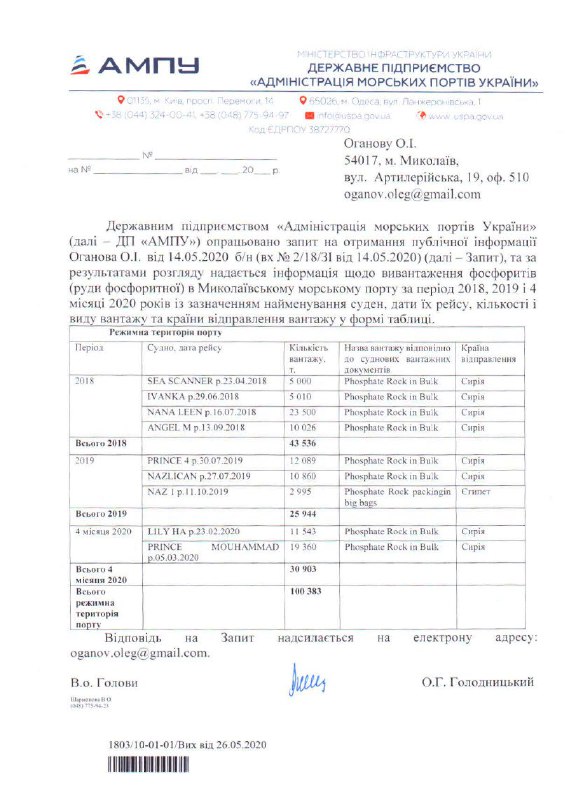 АМПУ
МІНІСТЕРСТВО ІНФРАСТРУКТУРИ УКРАЇНИ
ДЕРЖАВНЕ ПІДПРИЄМСТВО
«АДМІНІСТРАЦІЯ МОРСЬКИХ ПОРТІВ УКРАЇНИ»
01135, м. Київ, просп. Перемоги, 14 65026, м. Одеса, вул. Ланжеронівська, 1
+38 (044) 324-00-41, +38 (048) 775-94-97 info@uspa.gov.ua www. uspa.gov.ua
Код ЄДРПОУ 38727770
№
на № від 20 р.
Оганову О.І.
54017, м. Миколаїв,
вул. Артилерійська, 19, оф. 510
oganov.oleg@gmail.com
Державним підприємством «Адміністрація морських портів України»
(далі – ДП «АМПУ») опрацьовано запит на отримання публічної інформації
Оганова О.І. від 14.05.2020 б/н (вх № 2/18/ЗІ від 14.05.2020) (далі – Запит), та за
результатами розгляду надається інформація щодо вивантаження фосфоритів
(руди фосфоритної) в Миколаївському морському порту за період 2018, 2019 і 4
місяці 2020 років із зазначенням найменування суден, дати їх рейсу, кількості і
виду вантажу та країни відправлення вантажу у формі таблиці.
Режимна територія порту
Період Судно, дата рейсу Кількість вантажу, т. Назва вантажу відповідно до суднових вантажних документів Країна відправлення
2018 SEA SCANNER р.23.04.2018 5 000 Phosphate Rock in Bulk Сирія
IVANKA р.29.06.2018 5 010 Phosphate Rock in Bulk Сирія
NANA LEEN р.16.07.2018 23 500 Phosphate Rock in Bulk Сирія
ANGEL M р.13.09.2018 10 026 Phosphate Rock in Bulk Сирія
Всього 2018 43 536
2019 PRINCE 4 р.30.07.2019 12 089 Phosphate Rock in Bulk Сирія
NAZLICAN р.27.07.2019 10 860 Phosphate Rock in Bulk Сирія
NAZ 1 р.11.10.2019 2 995 Phosphate Rock packingin big bags Єгипет
Всього 2019 25 944
4 місяця 2020 LILY HA р.23.02.2020 11 543 Phosphate Rock in Bulk Сирія
PRINCE MOUHAMMAD р.05.03.2020 19 360 Phosphate Rock in Bulk Сирія
Всього 4 місяця 2020 30 903
Всього режимна територія порту 100 383
Відповідь на Запит надсилається на електрону адресу:
oganov.oleg@gmail.com.
В.о. Голови О.Г. Голодницький
(048) 775-94-21
1803/10-01-01/Вих від 26.05.2020